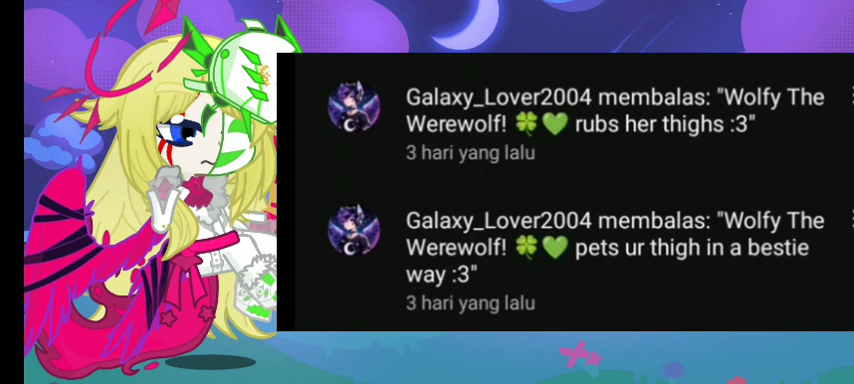 Galaxy_Lover2004 membalas: "Wolfy The
Werewolf! 🍀💚 rubs her thighs :3"
3 hari yang lalu
Galaxy_Lover2004 membalas: "Wolfy The
Werewolf! 🍀💚 pets ur thigh in a bestie
way :3"
3 hari yang lalu